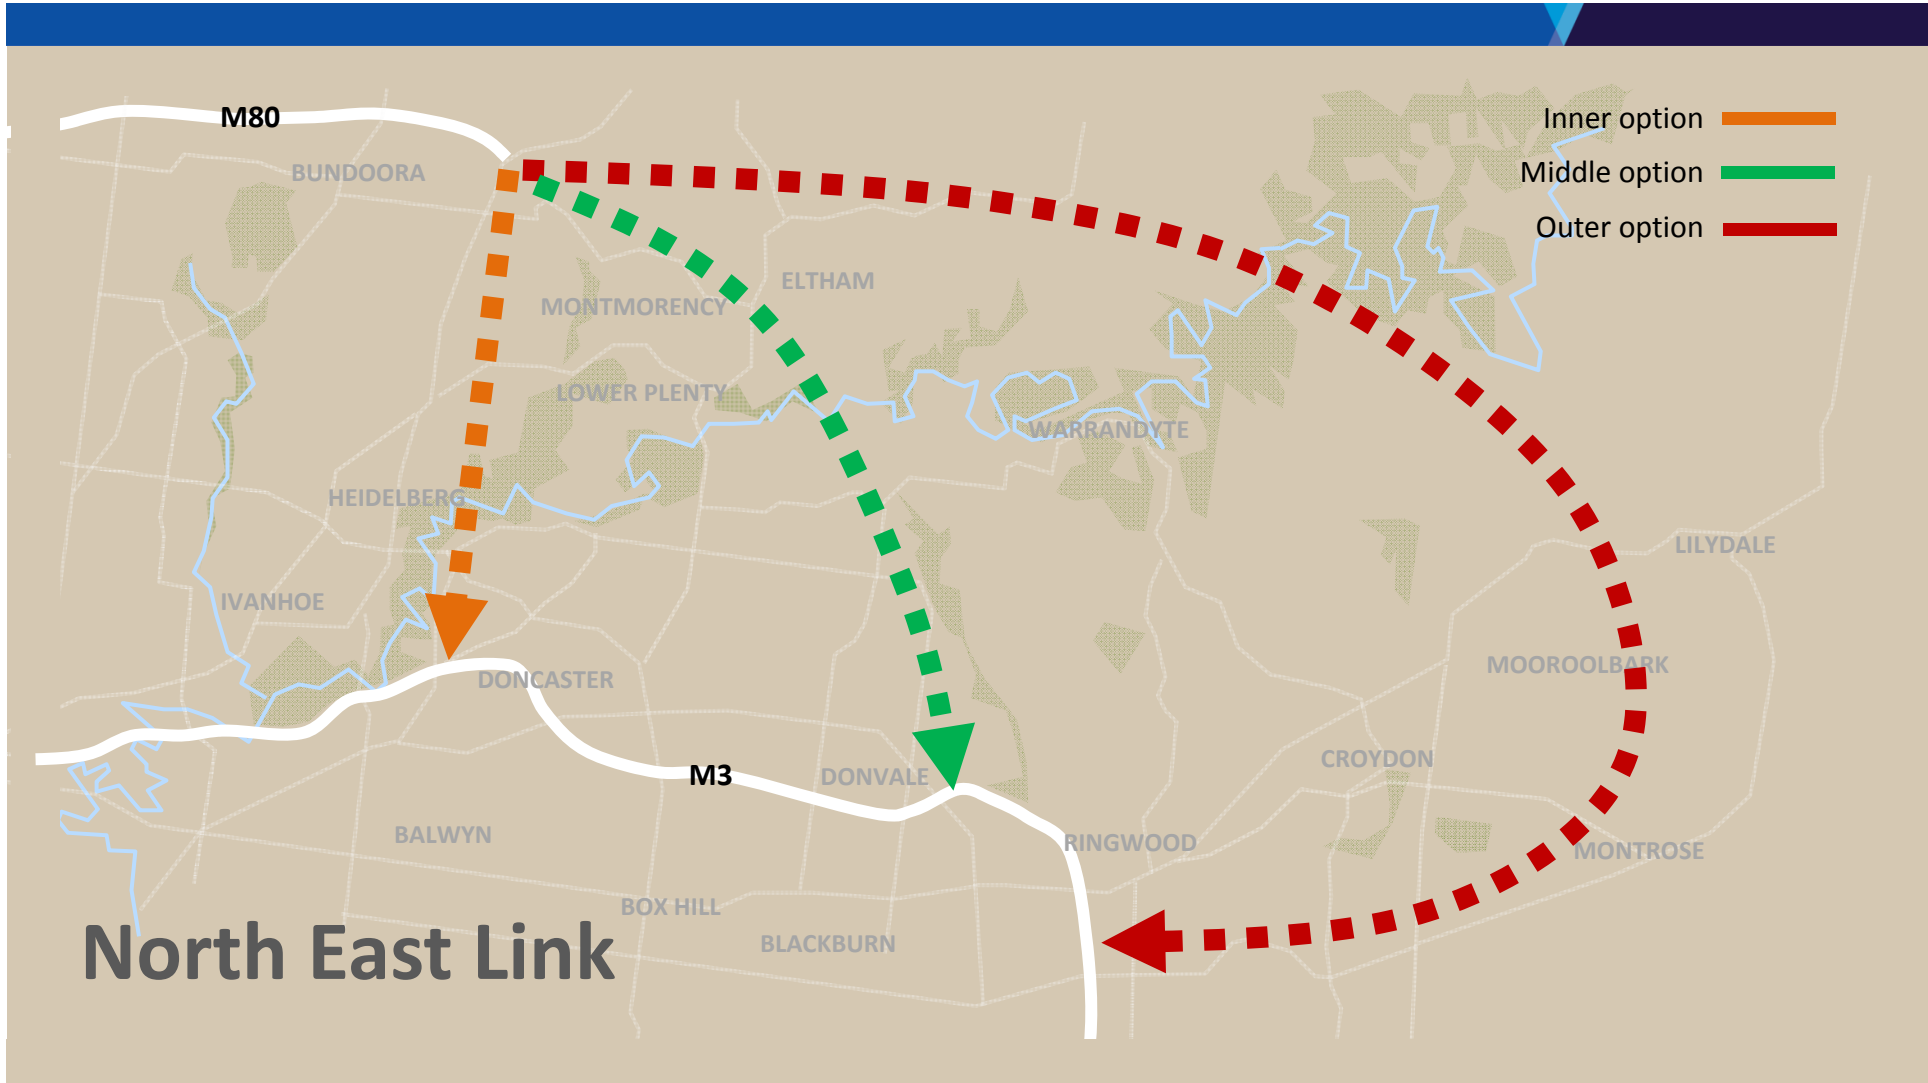 M80
Inner option
BUNDOORA
Middle option
Outer option
ELTHAM
MONTMORENCY
LOWER PLENTY
WARRANDYTE
HEIDELBERG
LILYDALE
IVANHOE
MOOROOLBARK
DONCASTER
CROYDON
M3
DONVALE
BALWYN
RINGWOOD
MONTROSE
BOX HILL
BLACKBURN
North East Link